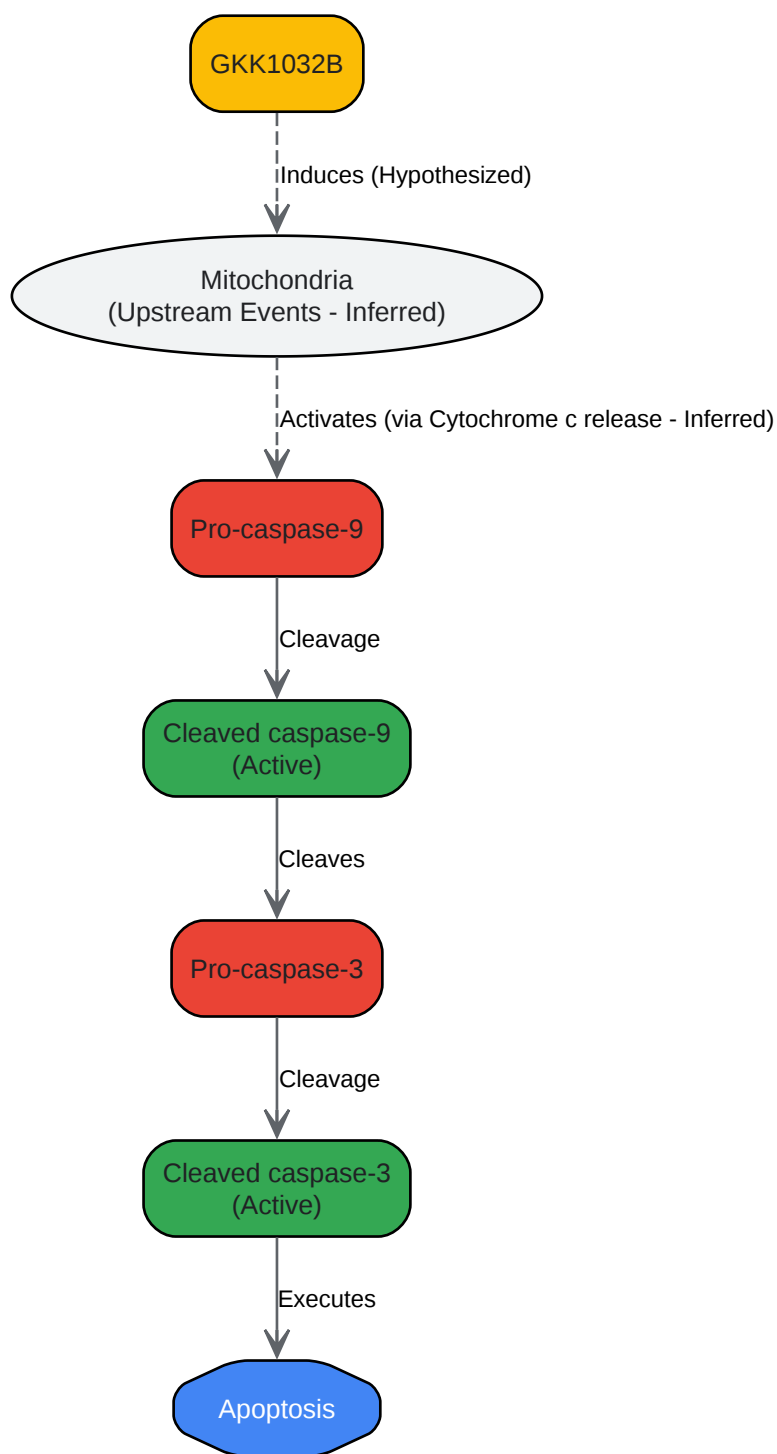 GKK1032B
Induces (Hypothesized)
Mitochondria
(Upstream Events - Inferred)
Activates (via Cytochrome c release - Inferred)
Pro-caspase-9
Cleavage
Cleaved caspase-9
(Active)
Cleaves
Pro-caspase-3
Cleavage
Cleaved caspase-3
(Active)
Executes
Apoptosis